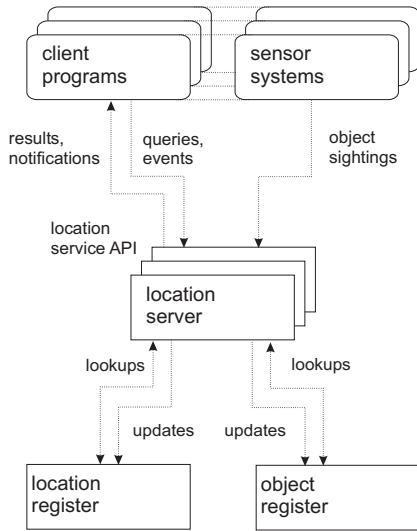 client
programs
sensor
systems
results,
notifications
queries,
events
object
sightings
location
service API
location
server
lookups
lookups
updates
updates
location
register
object
register